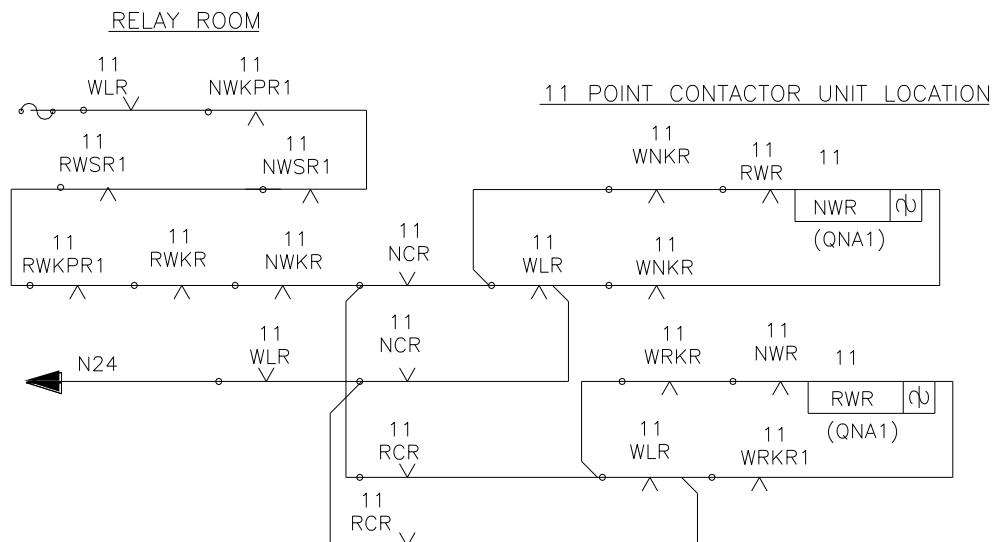 RELAY ROOM
11
WLR
11
NWKPR1
11 POINT CONTACTOR UNIT LOCATION
11
RWSR1
11
NWSR1
11
WNKR
11
RWR
11
NWR
(QNA1)
11
RWKPR1
11
RWKR
11
NWKR
11
NCR
11
WLR
11
WNKR
N24
11
WLR
11
NCR
11
WRKR
11
NWR
11
RWR
(QNA1)
11
RCR
11
WLR
11
WRKR1
11
RCR